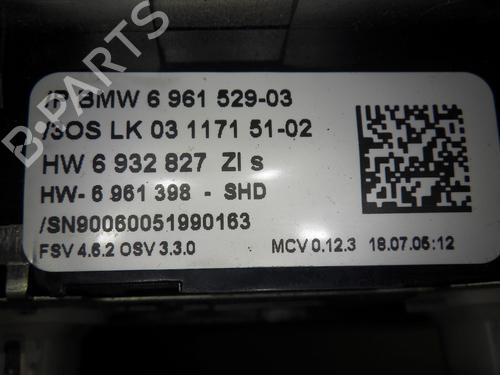 /P BMW 6 961 529-03
/SOS LK 03 1171 51-02
HW 6 932 827 ZI s
HW- 6 961 398 - SHD
/SN90060051990163
FSV 4.6.2 OSV 3.3.0 MCV 0.12.3 18.07.05;12
B-PARTS